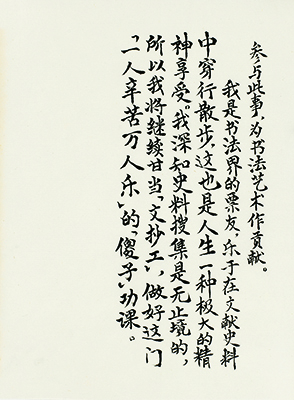 参与此事，为书法艺术作贡献。
我是书法界的票友，乐于在文献史料
中穿行散步，这也是人生一种极大的精
神享受。我深知史料搜集是无止境的，
所以我将继续甘当“文抄工”，做好这门
“一人辛苦万人乐”的“傻子”功课。